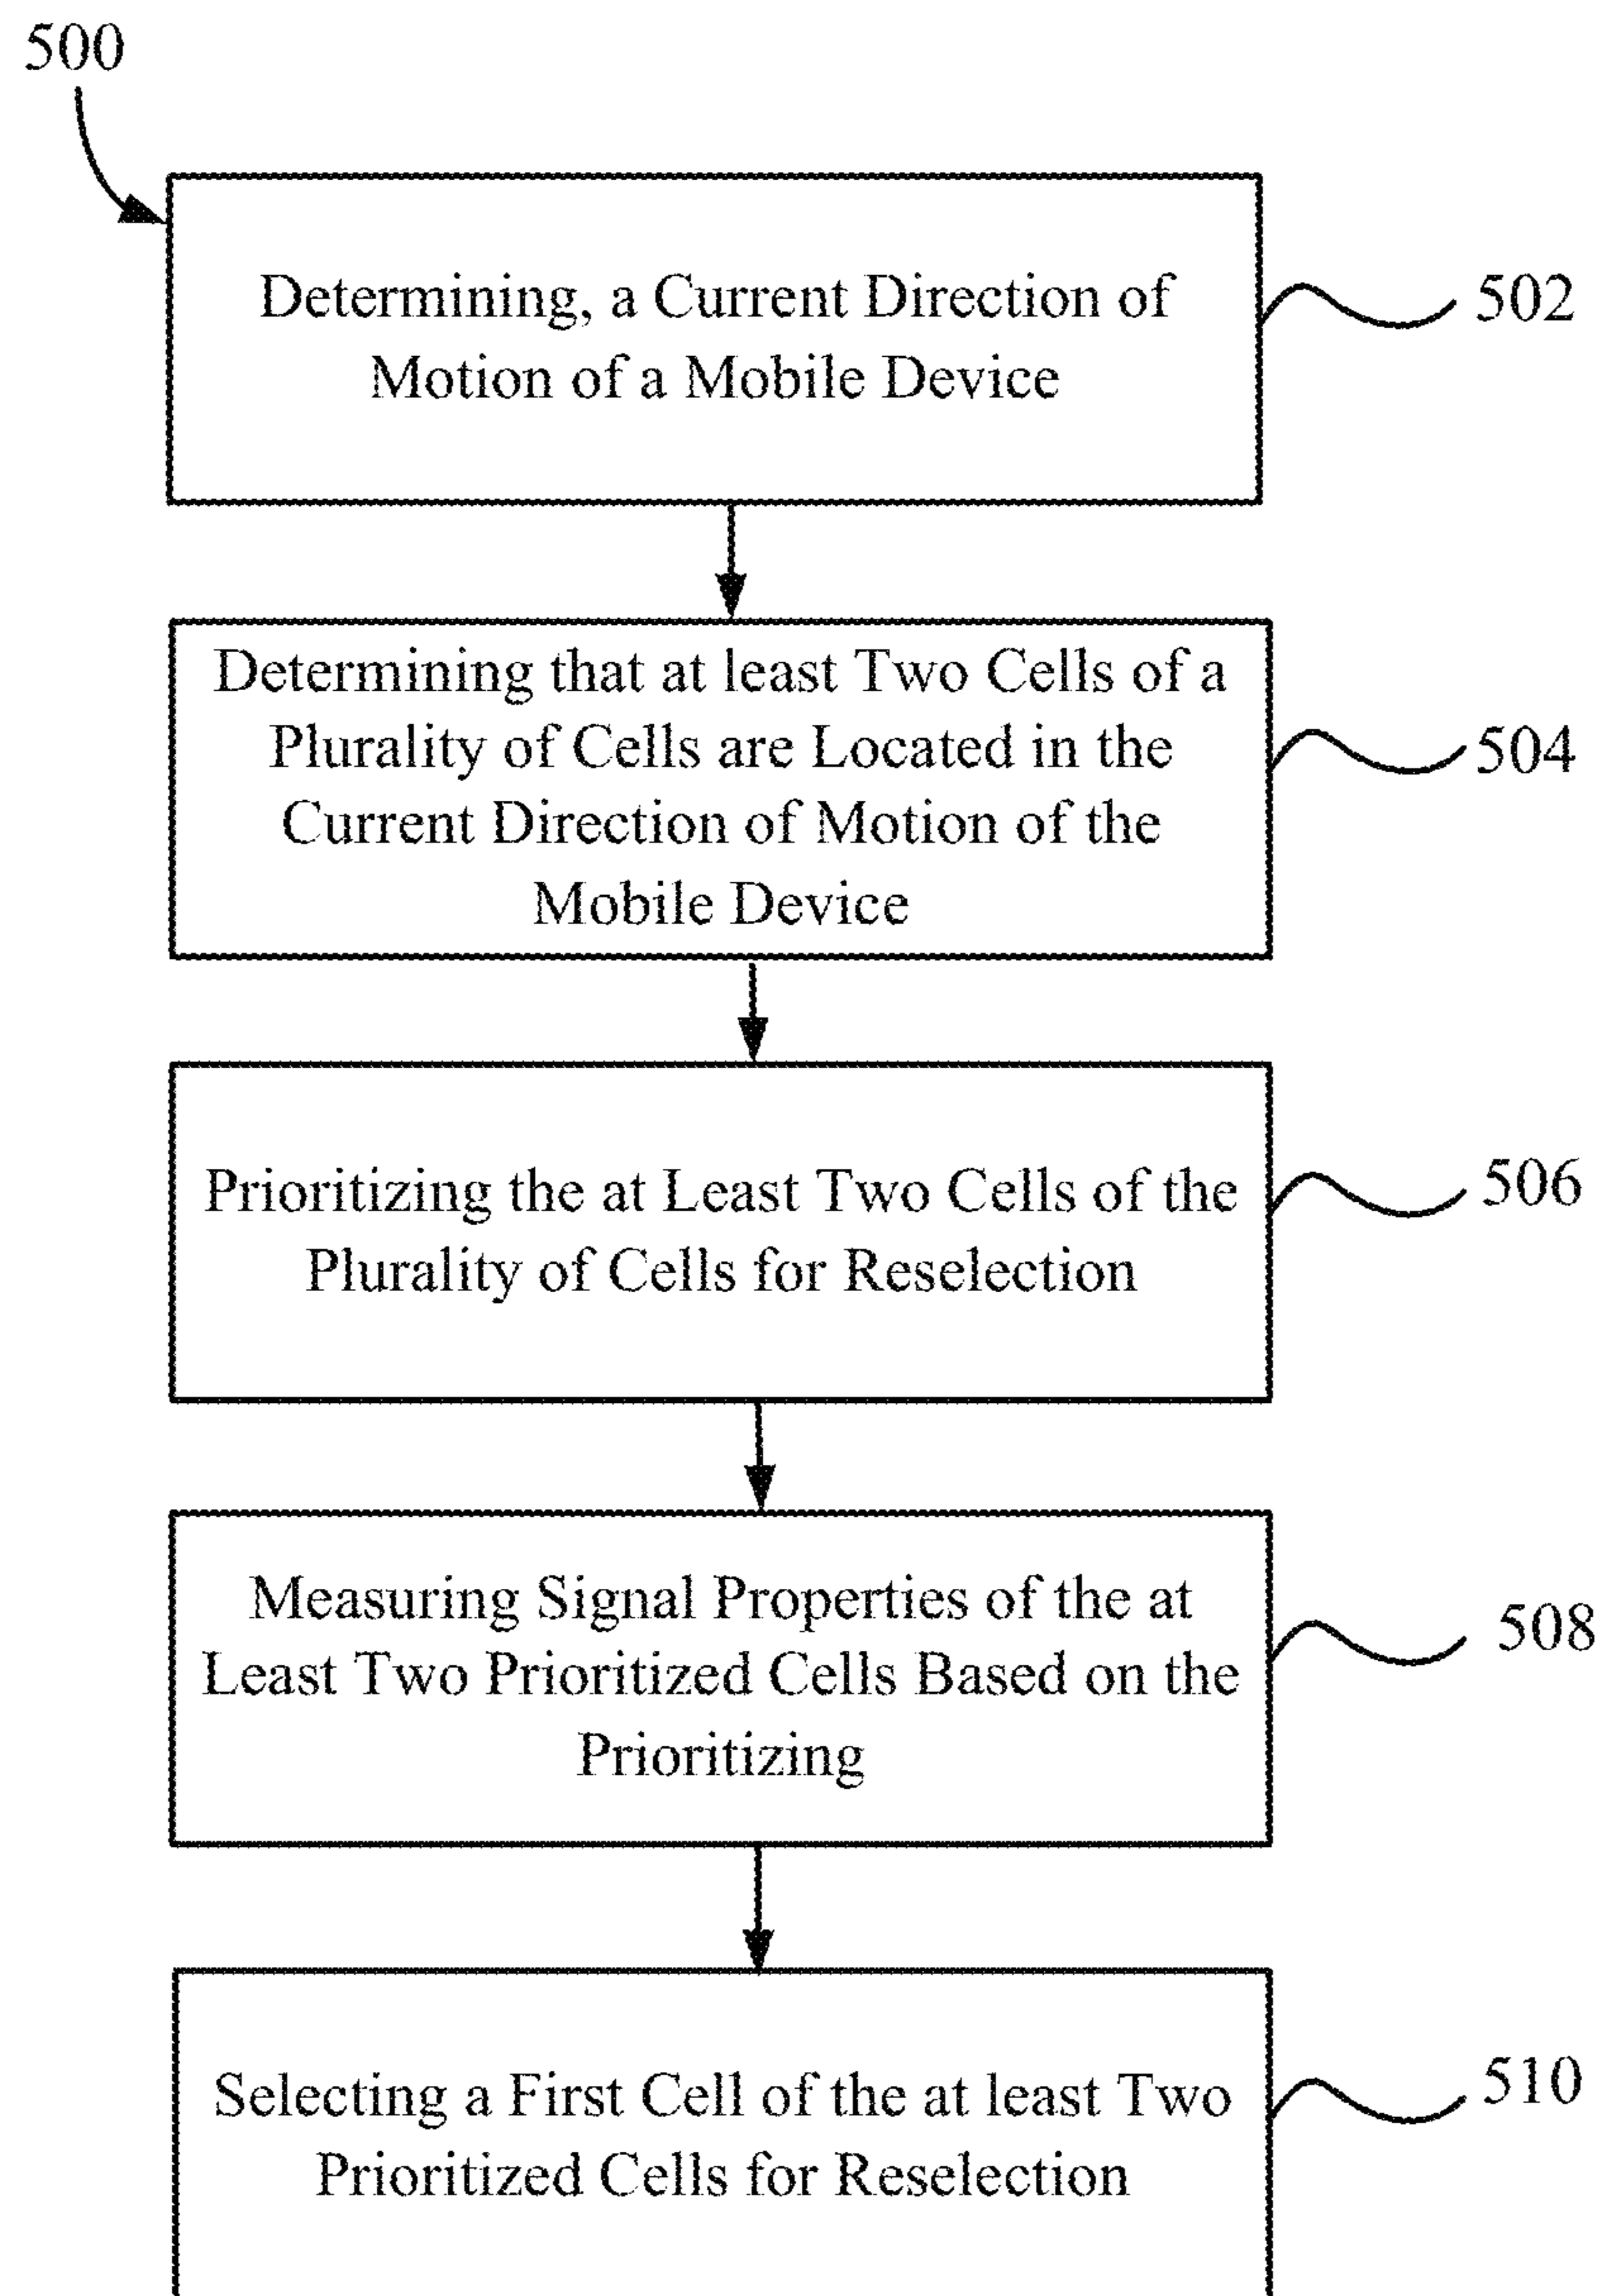 500
Determining, a Current Direction of
Motion of a Mobile Device
502
Determining that at least Two Cells of a
Plurality of Cells are Located in the
Current Direction of Motion of the
Mobile Device
504
Prioritizing the at Least Two Cells of the
Plurality of Cells for Reselection
506
Measuring Signal Properties of the at
Least Two Prioritized Cells Based on the
Prioritizing
508
Selecting a First Cell of the at least Two
Prioritized Cells for Reselection
510